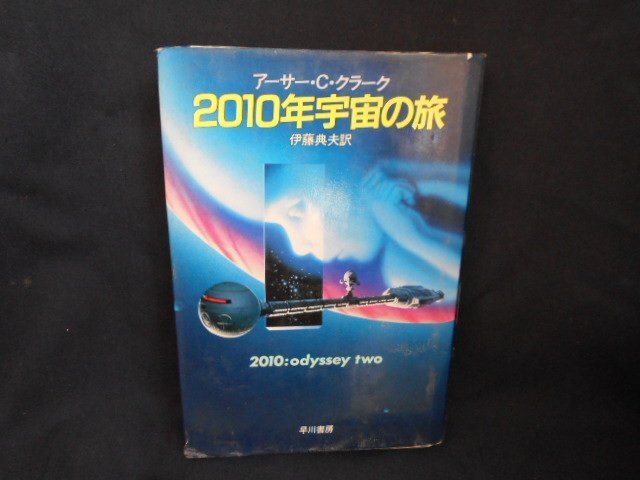 アーサー・C・クラーク
2010年宇宙の旅
伊藤典夫訳
2010:odyssey two
早川書房